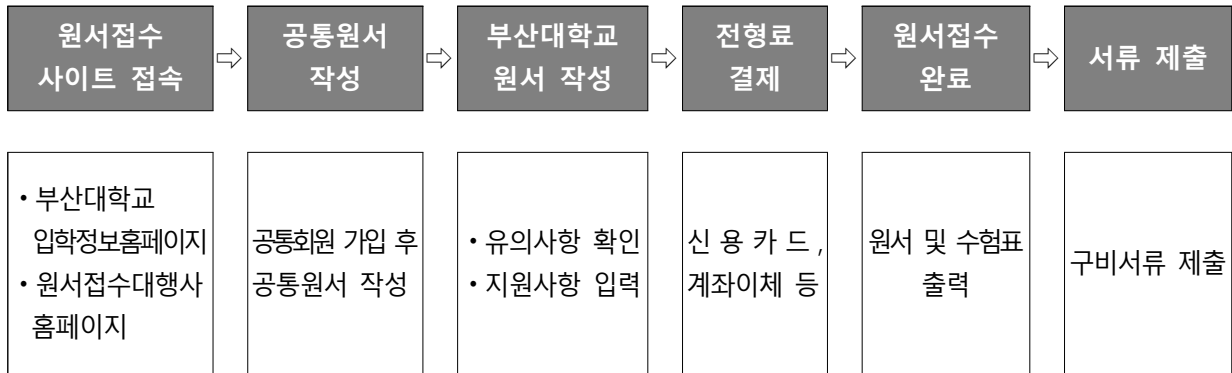 원서접수
사이트 접속
⇨
공통원서
작성
⇨
부산대학교
원서 작성
⇨
전형료
결제
⇨
원서접수
완료
⇨
서류 제출
• 부산대학교
입학정보홈페이지
• 원서접수대행사
홈페이지
공통회원 가입 후
공통원서 작성
• 유의사항 확인
• 지원사항 입력
신 용 카 드 ,
계좌이체 등
원서 및 수험표
출력
구비서류 제출